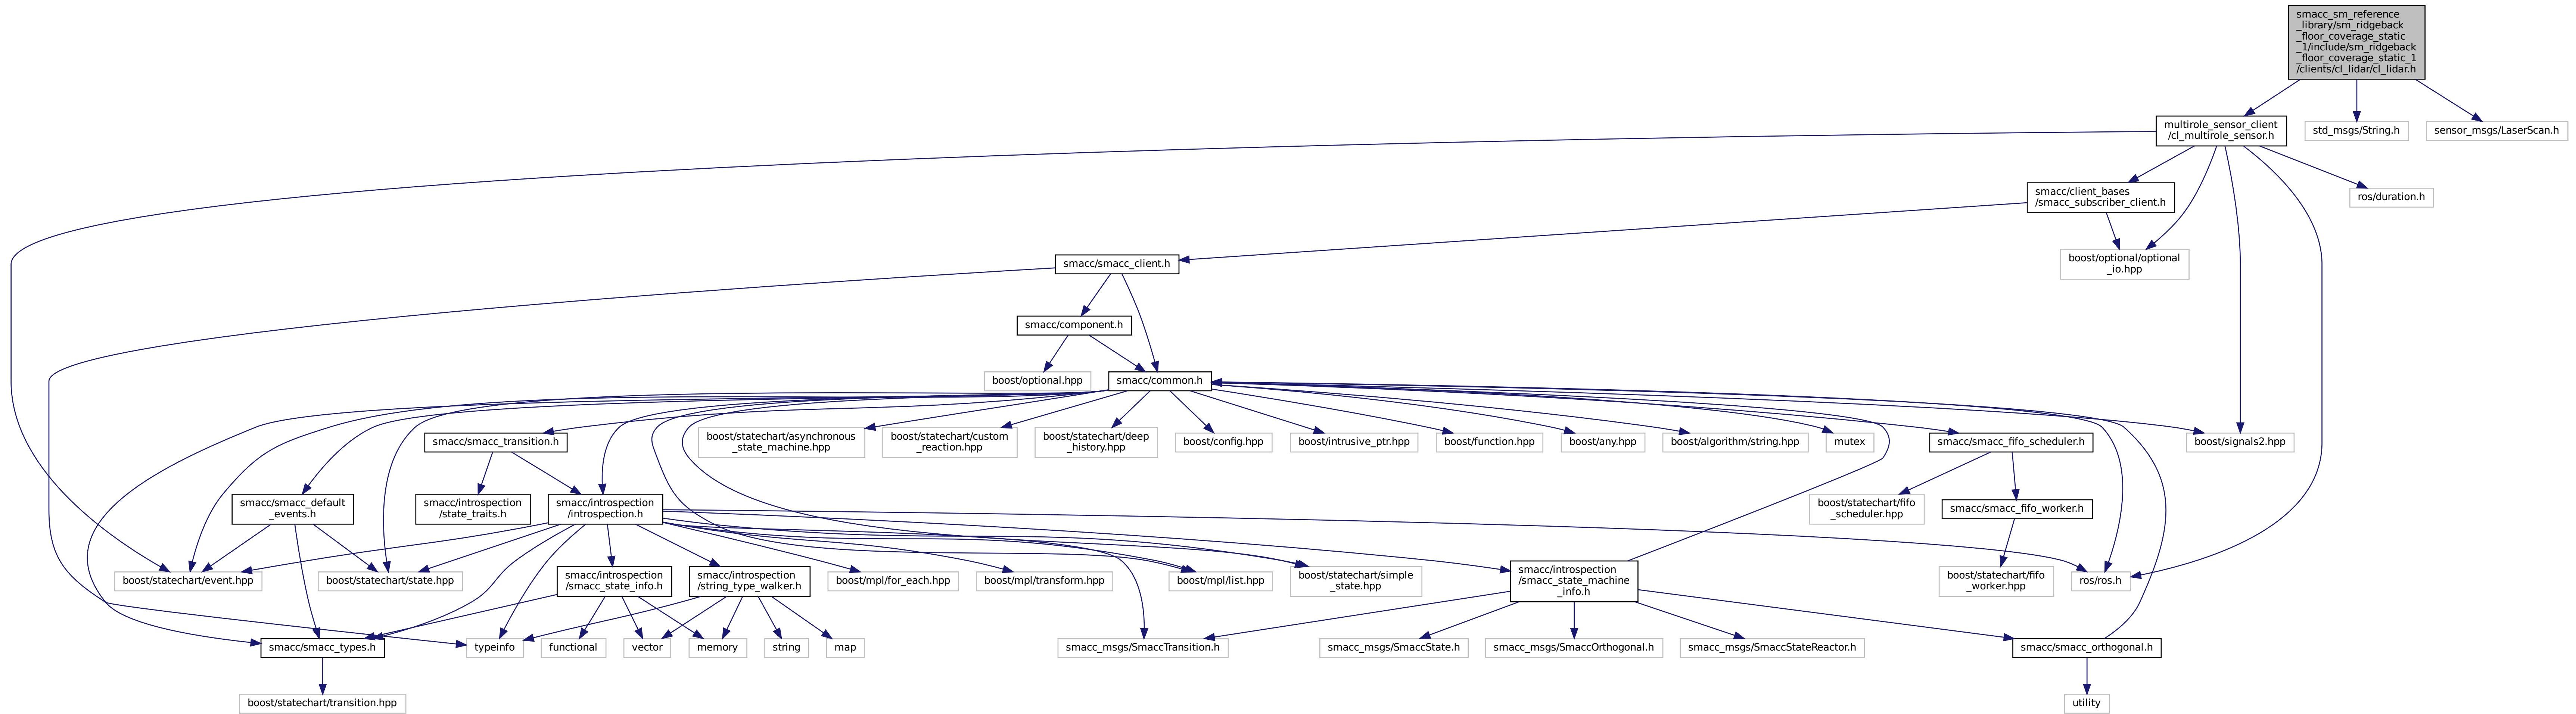 smacc_sm_reference
_library/sm_ridgeback
_floor_coverage_static
_1/include/sm_ridgeback
_floor_coverage_static_1
/clients/cl_lidar/cl_lidar.h
multirole_sensor_client
/cl_multirole_sensor.h
std_msgs/String.h
sensor_msgs/LaserScan.h
smacc/client_bases
/smacc_subscriber_client.h
ros/duration.h
smacc/smacc_client.h
boost/optional/optional
_io.hpp
smacc/component.h
boost/optional.hpp
smacc/common.h
smacc/smacc_transition.h
boost/statechart/asynchronous
_state_machine.hpp
boost/statechart/custom
_reaction.hpp
boost/statechart/deep
_history.hpp
boost/config.hpp
boost/intrusive_ptr.hpp
boost/function.hpp
boost/any.hpp
boost/algorithm/string.hpp
mutex
smacc/smacc_fifo_scheduler.h
boost/signals2.hpp
smacc/smacc_default
_events.h
smacc/introspection
/state_traits.h
smacc/introspection
/introspection.h
boost/statechart/fifo
_scheduler.hpp
smacc/smacc_fifo_worker.h
boost/statechart/event.hpp
boost/statechart/state.hpp
smacc/introspection
/smacc_state_info.h
smacc/introspection
/string_type_walker.h
boost/mpl/for_each.hpp
boost/mpl/transform.hpp
boost/mpl/list.hpp
boost/statechart/simple
_state.hpp
smacc/introspection
/smacc_state_machine
_info.h
boost/statechart/fifo
_worker.hpp
ros/ros.h
smacc/smacc_types.h
typeinfo
functional
vector
memory
string
map
smacc_msgs/SmaccTransition.h
smacc_msgs/SmaccState.h
smacc_msgs/SmaccOrthogonal.h
smacc_msgs/SmaccStateReactor.h
smacc/smacc_orthogonal.h
boost/statechart/transition.hpp
utility